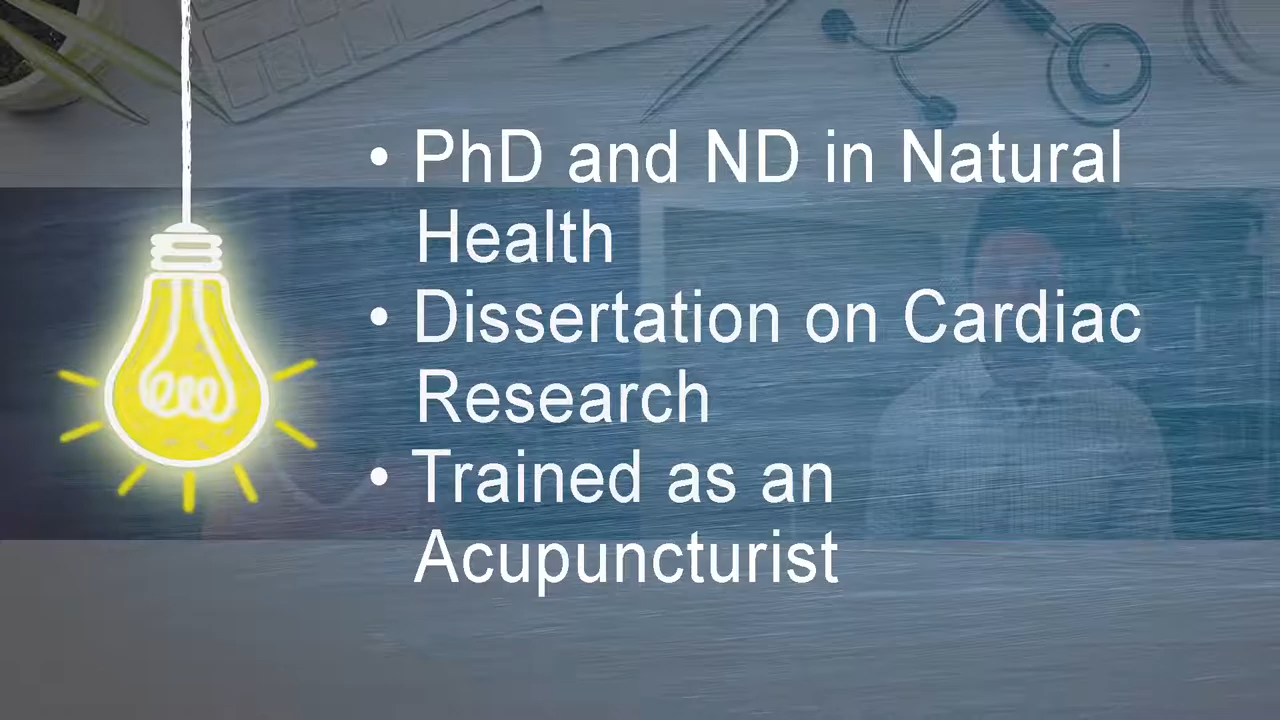 • PhD and ND in Natural
Health
• Dissertation on Cardiac
Research
• Trained as an
Acupuncturist